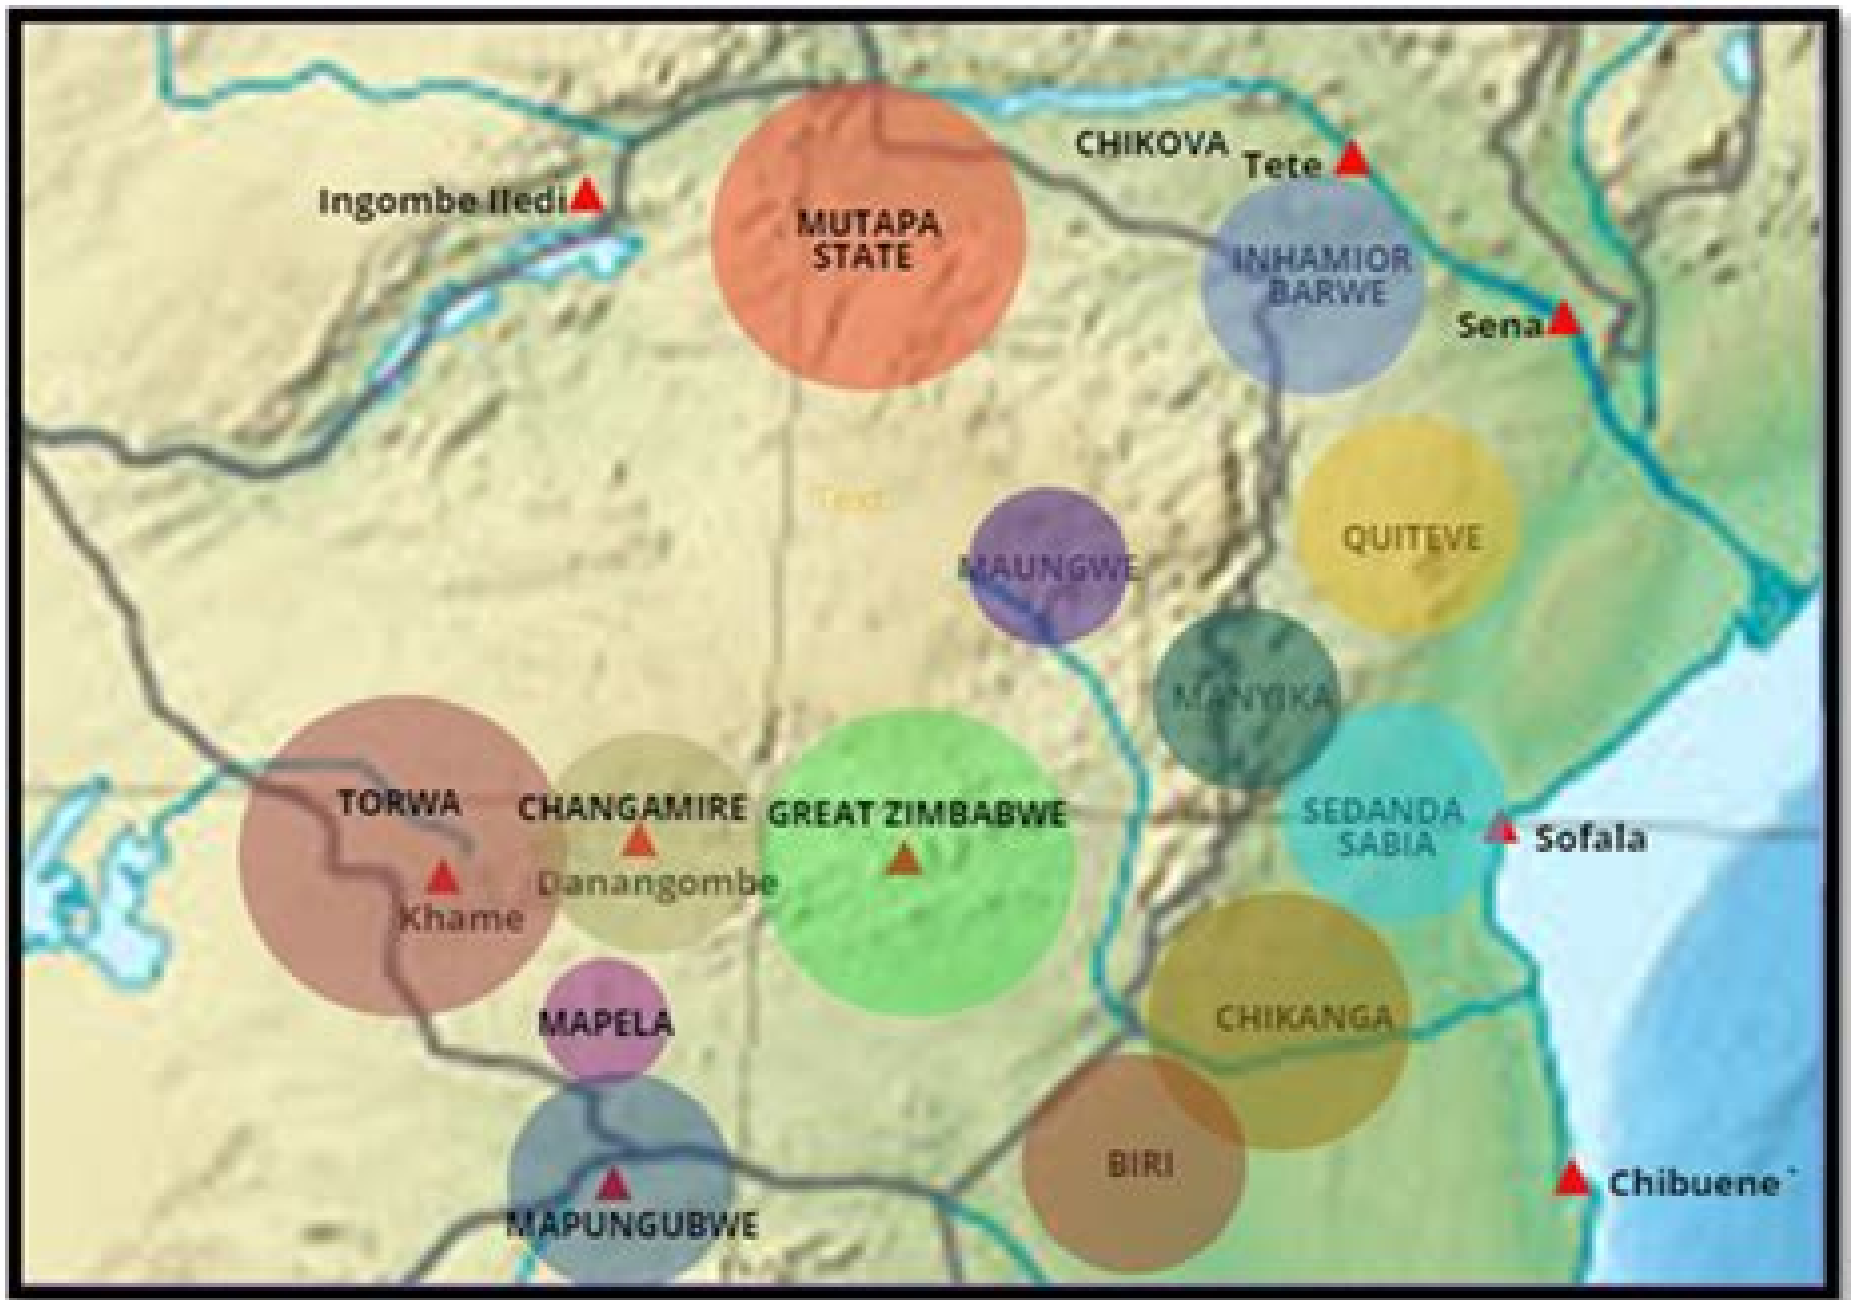 CHIKOVA
Tete
Ingombe Iledi
MUTAPA
STATE
INHAMIOR
BARWE
Sena
Text
QUITEVE
MAUNGWE
MANYIKA
TORWA
CHANGAMIRE
GREAT ZIMBABWE
SEDANDA
SABIA
Sofala
Danangombe
Khame
MAPELA
CHIKANGA
BIRI
Chibuene
MAPUNGUBWE